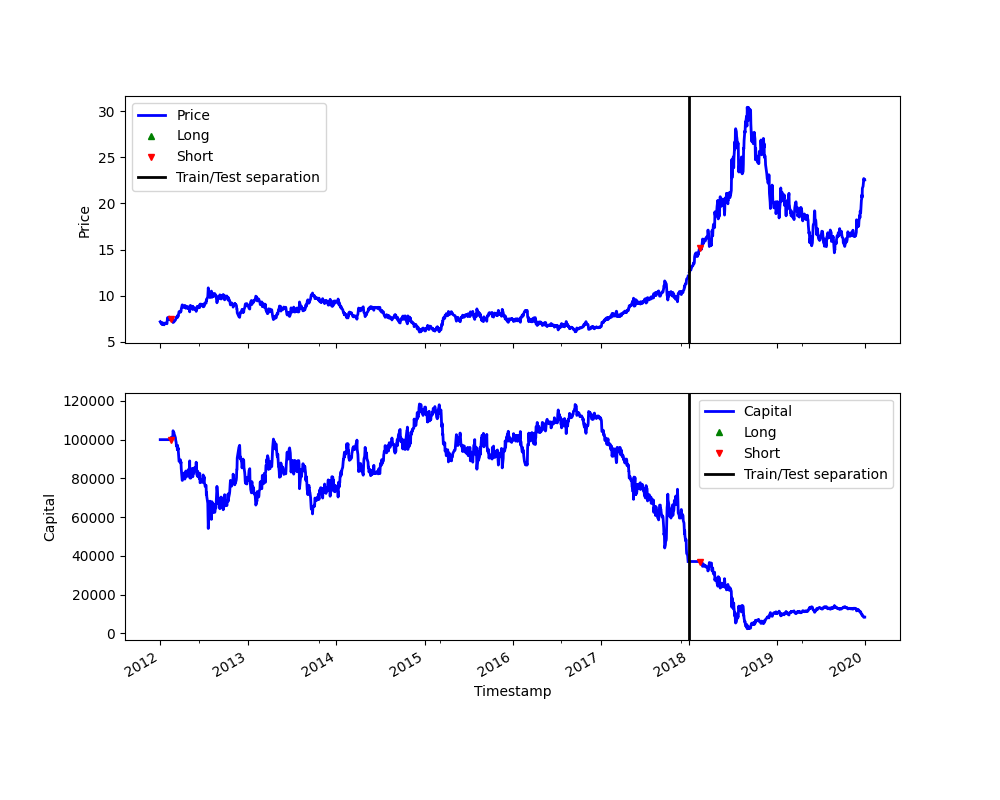 Price
Long
Short
Train/Test separation
30
25
20
15
10
5
Price
Capital
Long
Short
Train/Test separation
120000
100000
80000
60000
40000
20000
0
Capital
2012 2013 2014 2015 2016 2017 2018 2019 2020
Timestamp